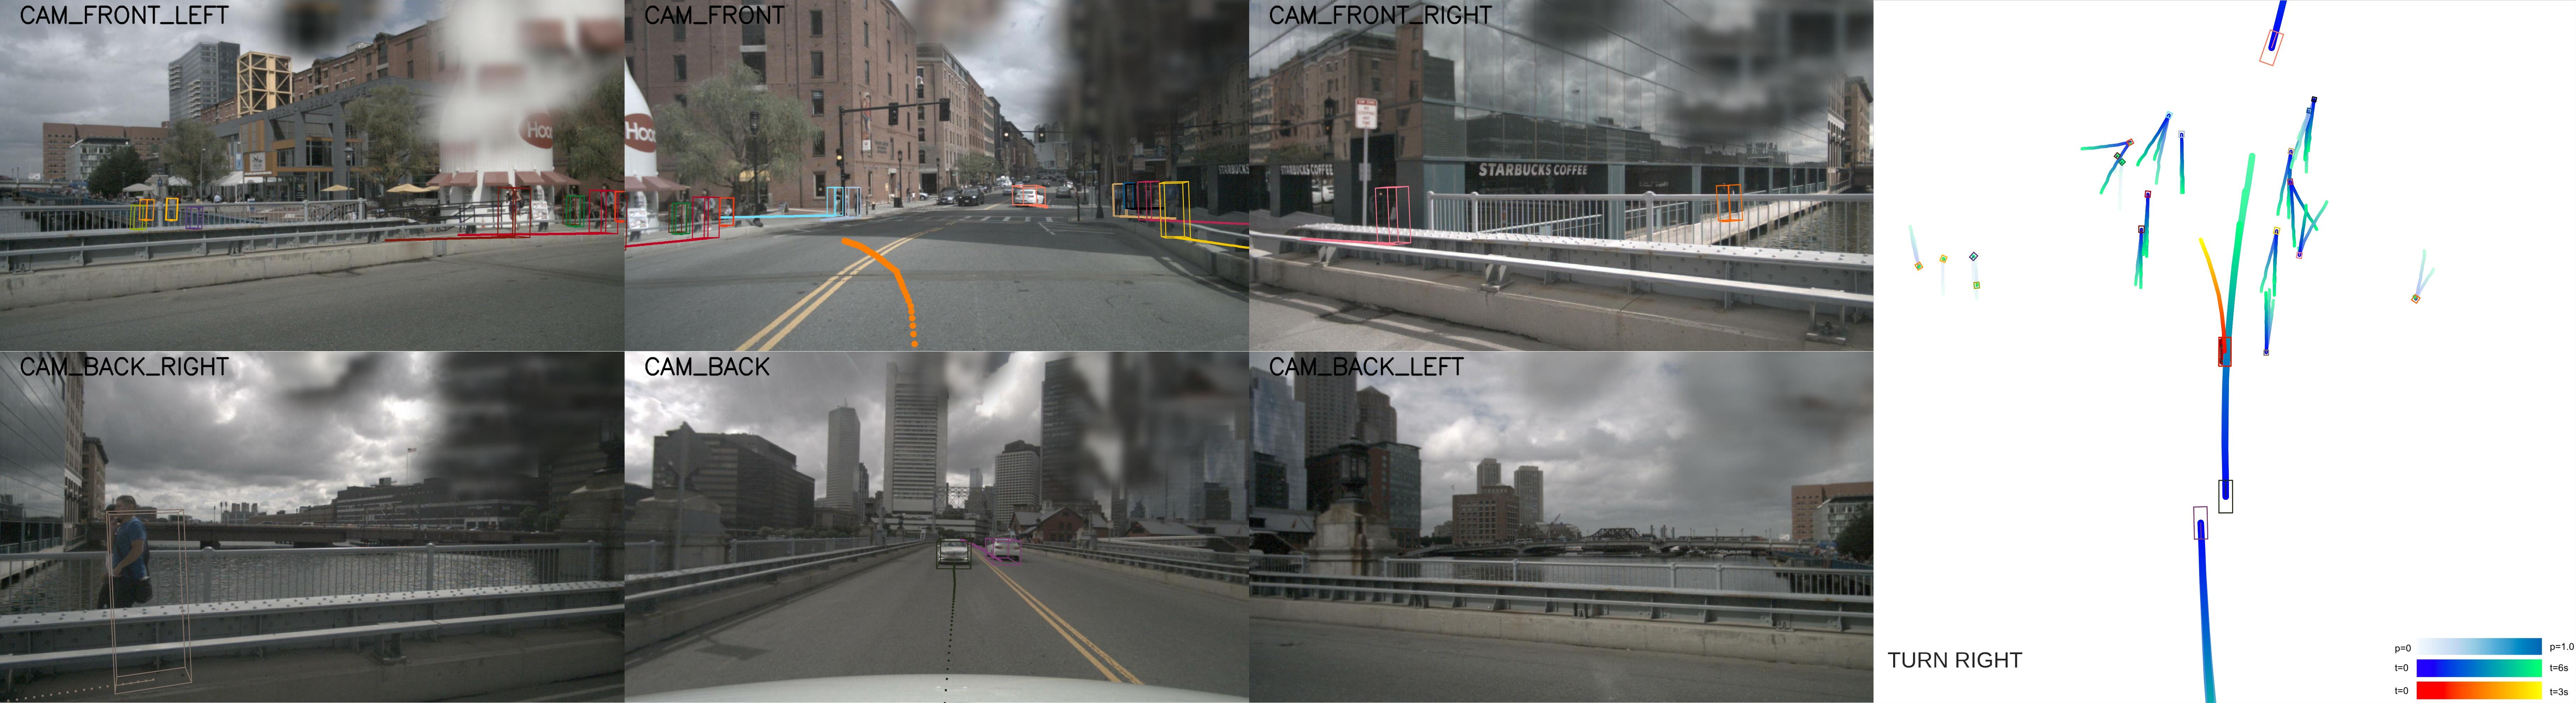 CAM_FRONT_LEFT
CAM_FRONT
CAM_FRONT_RIGHT
Hoo
Hoo
STARBUCKS COFFEE
STARBUCKS COFFEE
CAM_BACK_RIGHT
CAM_BACK
CAM_BACK_LEFT
TURN RIGHT
p=0
p=1.0
t=0
t=6s
t=0
t=3s